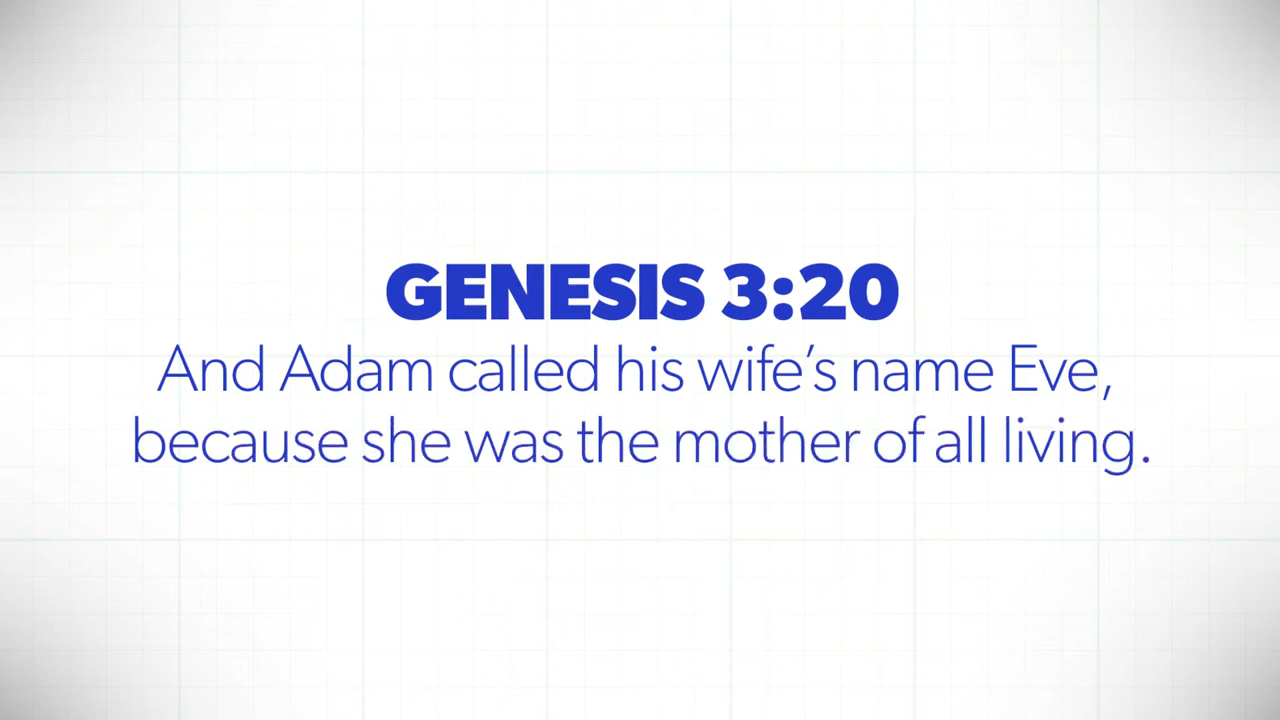 GENESIS 3:20
And Adam called his wife’s name Eve,
because she was the mother of all living.